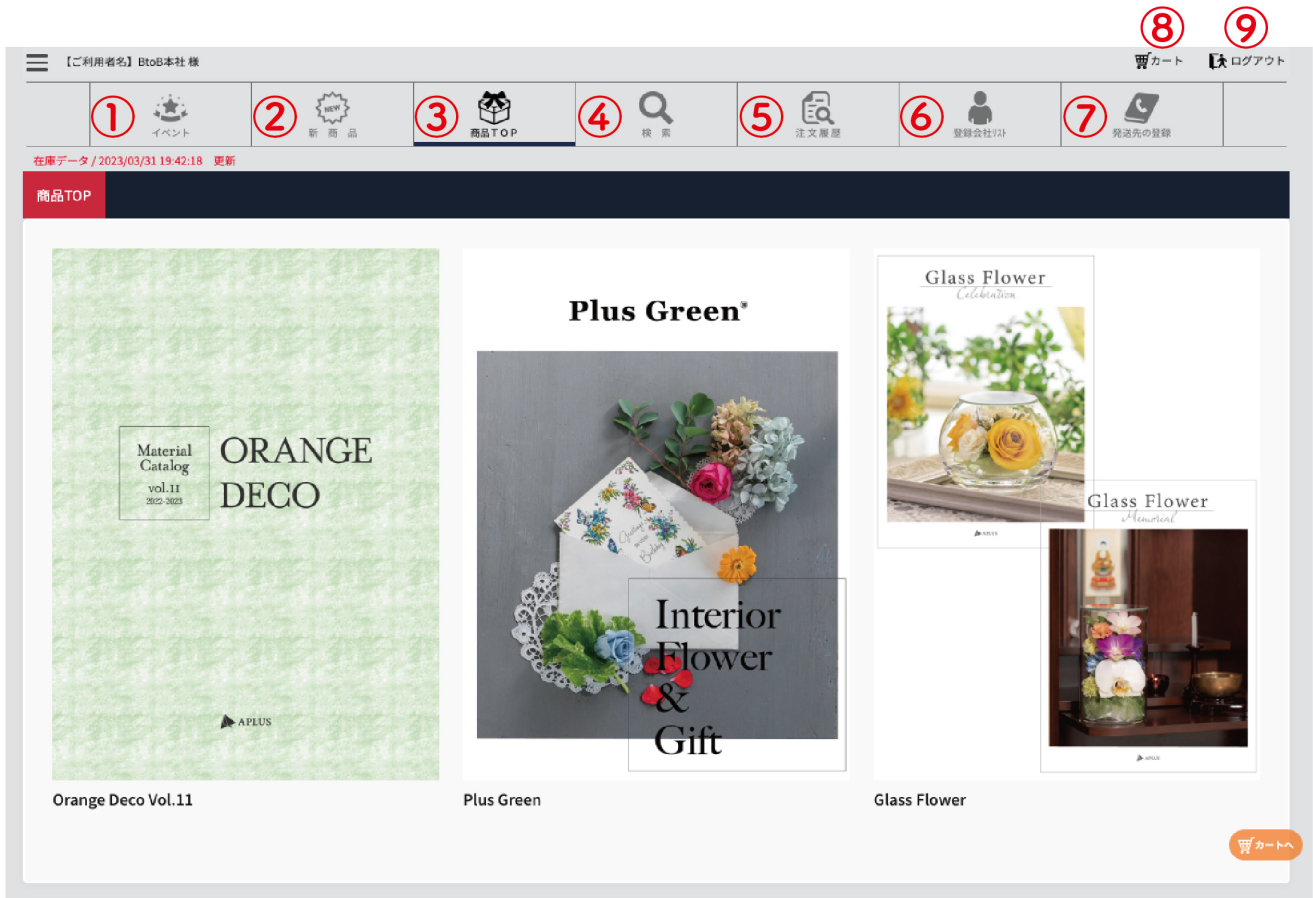 ⑧ ⑨
【ご利用者名】BtoB本社 様
カート ログアウト
① イベント
② NEW 新 商 品
③ 商品TOP
④ 検 索
⑤ 注文履歴
⑥ 登録会社リスト
⑦ 発送先の登録
在庫データ / 2023/03/31 19:42:18 更新
商品TOP
Material
Catalog
vol.11
2022-2023
ORANGE
DECO
APLUS
Orange Deco Vol.11
Plus Green®
Greeting
Birthday
Interior
Flower
&
Gift
Plus Green
Glass Flower
Celebration
APLUS
Glass Flower
Memorial
APLUS
Glass Flower
カートへ